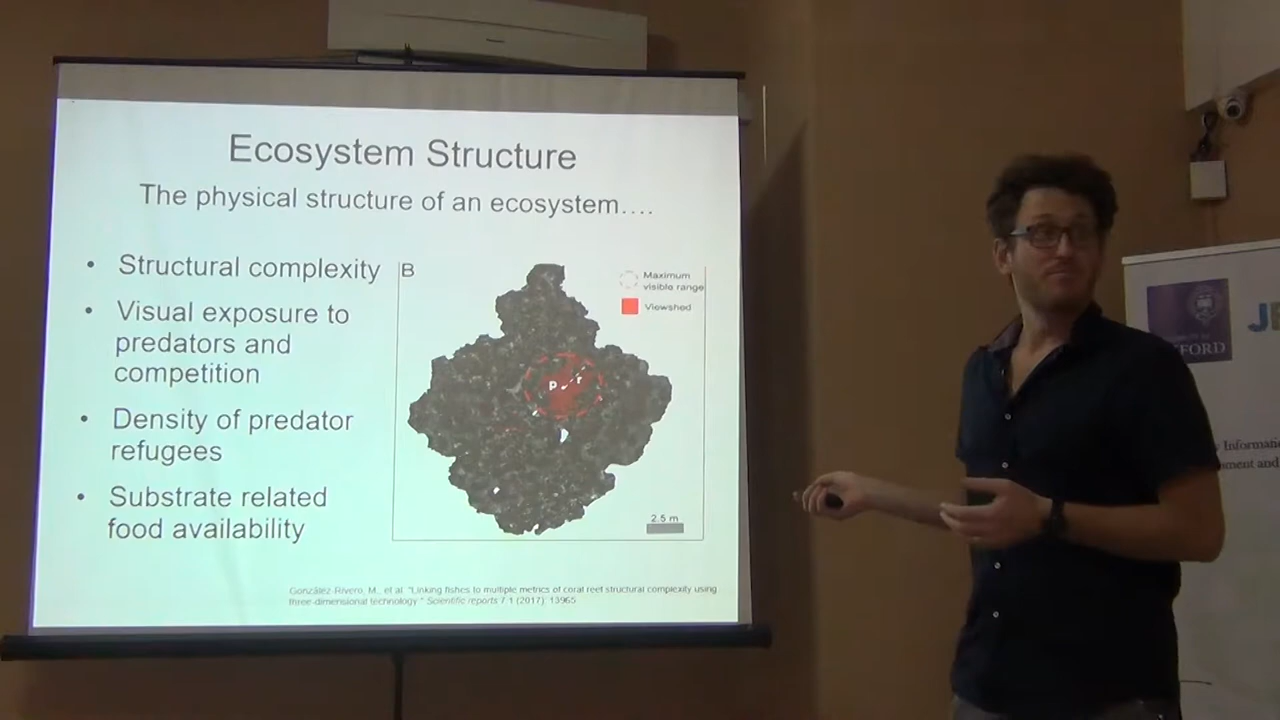 Ecosystem Structure
The physical structure of an ecosystem….
• Structural complexity
• Visual exposure to
predators and
competition
• Density of predator
refugees
• Substrate related
food availability
B
Maximum
visible range
Viewshed
p r
2.5 m
González-Rivero, M., et al. "Linking fishes to multiple metrics of coral reef structural complexity using
three-dimensional technology." Scientific reports 7.1 (2017): 13965.
FORD
J
Informati
ment and